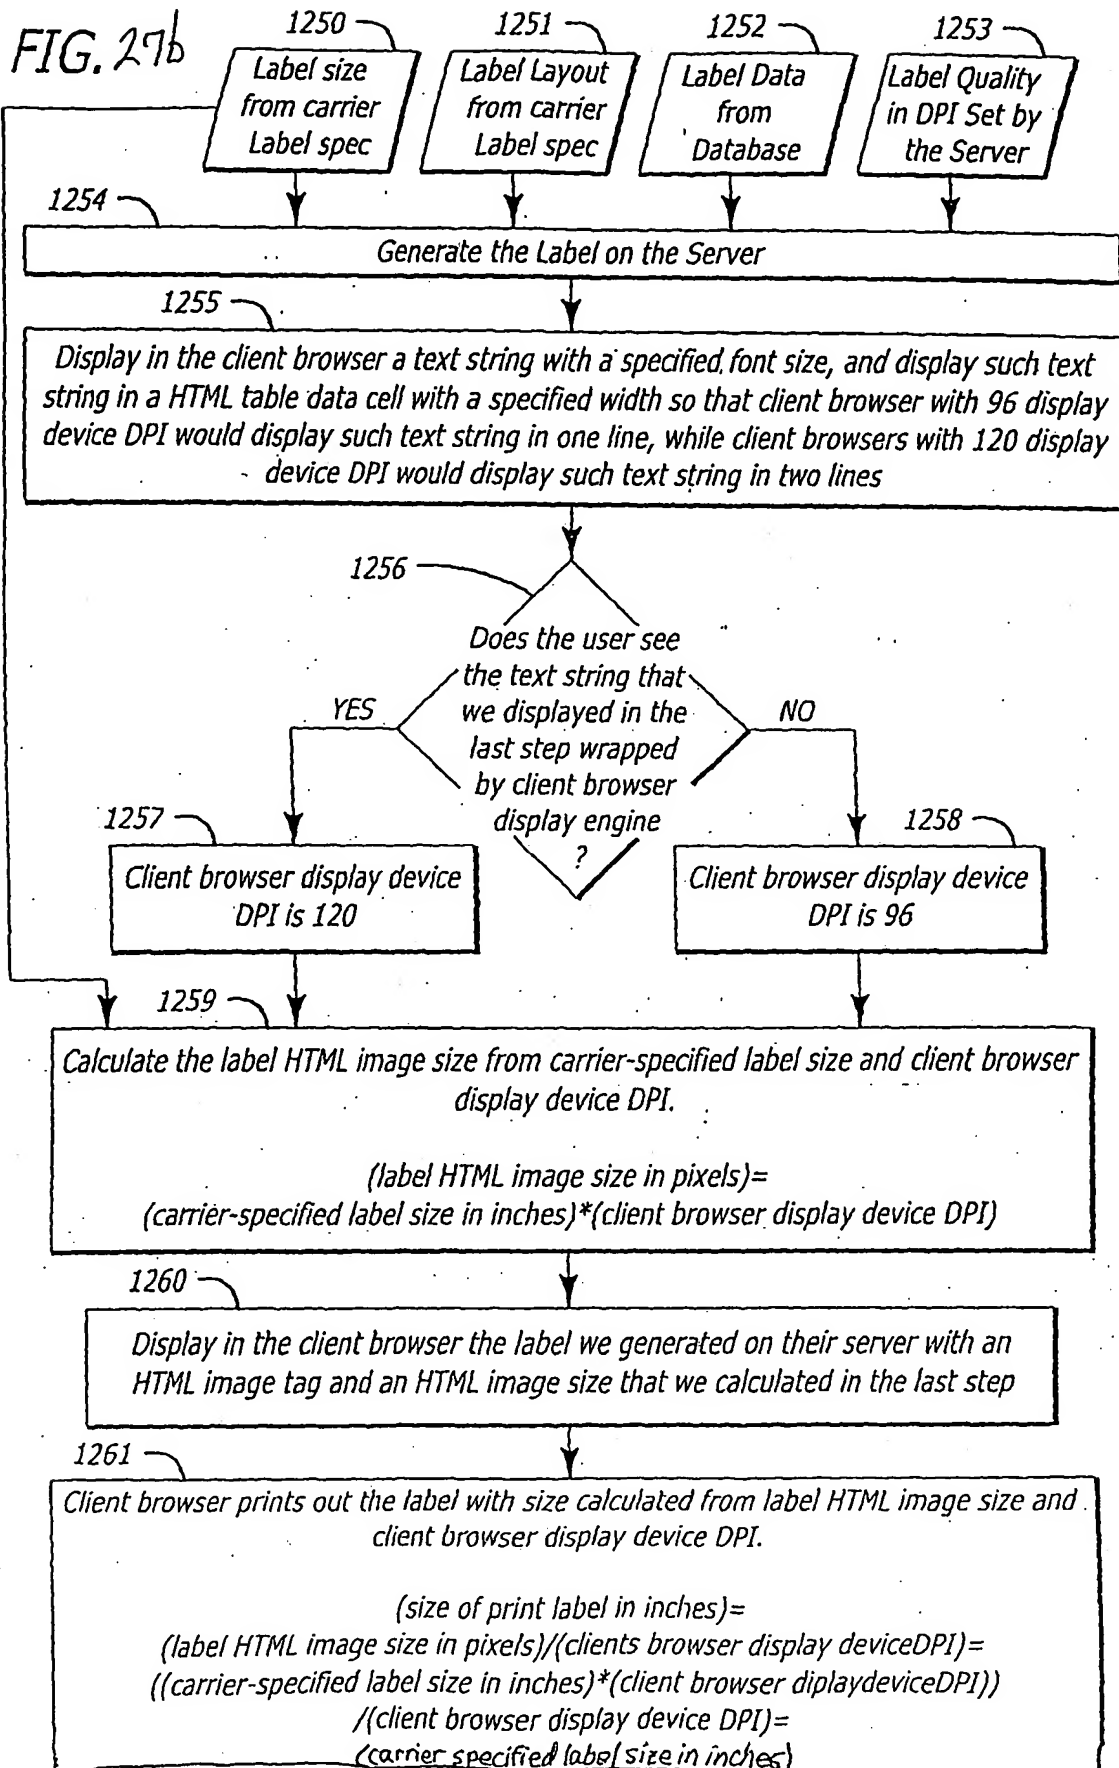 FIG. 27b
1250
1251
1252
1253
Label size
from carrier
Label spec
Label Layout
from carrier
Label spec
Label Data
from
Database
Label Quality
in DPI Set by
the Server
1254
Generate the Label on the Server
1255
Display in the client browser a text string with a specified font size, and display such text
string in a HTML table data cell with a specified width so that client browser with 96 display
device DPI would display such text string in one line, while client browsers with 120 display
device DPI would display such text string in two lines
1256
Does the user see
the text string that
we displayed in the
last step wrapped
by client browser
display engine
?
YES
NO
1257
Client browser display device
DPI is 120
1258
Client browser display device
DPI is 96
1259
Calculate the label HTML image size from carrier-specified label size and client browser
display device DPI.
(label HTML image size in pixels)=
(carrier-specified label size in inches)*(client browser display device DPI)
1260
Display in the client browser the label we generated on their server with an
HTML image tag and an HTML image size that we calculated in the last step
1261
Client browser prints out the label with size calculated from label HTML image size and
client browser display device DPI.
(size of print label in inches)=
(label HTML image size in pixels)/(clients browser display deviceDPI)=
((carrier-specified label size in inches)*(client browser diplaydeviceDPI))
/(client browser display device DPI)=
(carrier specified label size in inches)